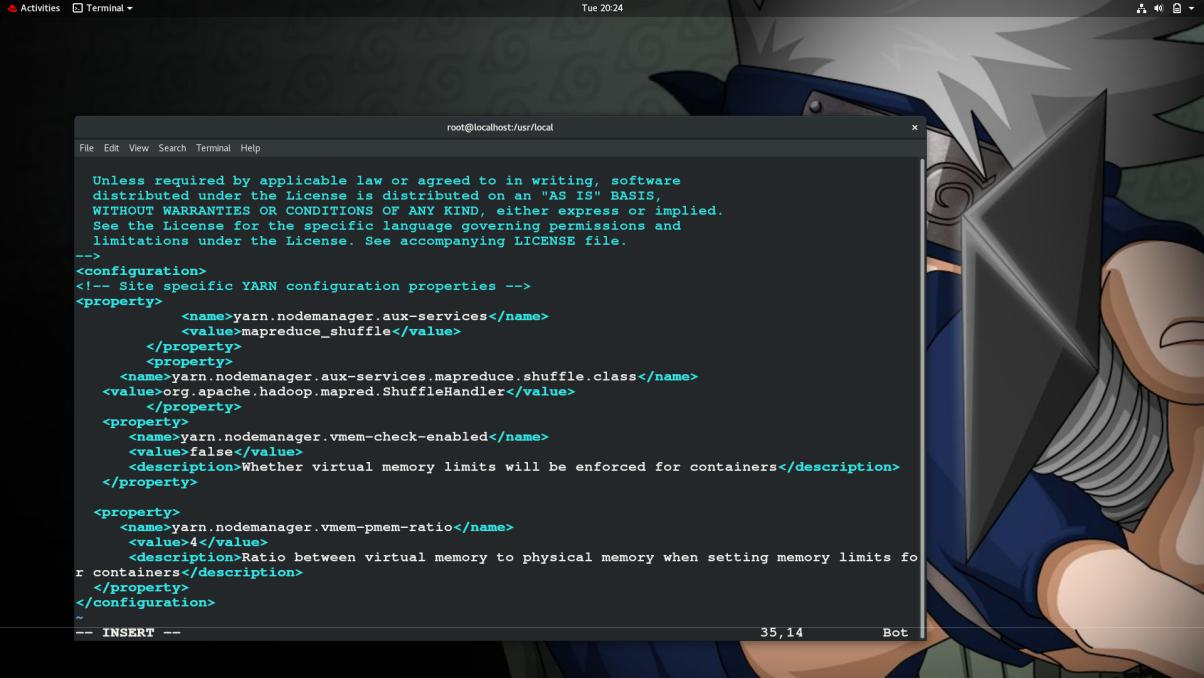 Activities Terminal Tue 20:24
root@localhost:/usr/local ×
File Edit View Search Terminal Help
Unless required by applicable law or agreed to in writing, software
distributed under the License is distributed on an "AS IS" BASIS,
WITHOUT WARRANTIES OR CONDITIONS OF ANY KIND, either express or implied.
See the License for the specific language governing permissions and
limitations under the License. See accompanying LICENSE file.
-->
<configuration>
<!-- Site specific YARN configuration properties -->
<property>
<name>yarn.nodemanager.aux-services</name>
<value>mapreduce_shuffle</value>
</property>
<property>
<name>yarn.nodemanager.aux-services.mapreduce.shuffle.class</name>
<value>org.apache.hadoop.mapred.ShuffleHandler</value>
</property>
<property>
<name>yarn.nodemanager.vmem-check-enabled</name>
<value>false</value>
<description>Whether virtual memory limits will be enforced for containers</description>
</property>
<property>
<name>yarn.nodemanager.vmem-pmem-ratio</name>
<value>4</value>
<description>Ratio between virtual memory to physical memory when setting memory limits fo
r containers</description>
</property>
</configuration>
~
-- INSERT -- 35,14 Bot